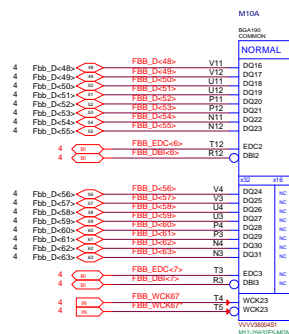 M10A
BGA190
COMMON
NORMAL
4 Fbb_D<48> 48 FBB_D<48> V11 DQ16
4 Fbb_D<49> 49 FBB_D<49> V12 DQ17
4 Fbb_D<50> 50 FBB_D<50> U11 DQ18
4 Fbb_D<51> 51 FBB_D<51> U12 DQ19
4 Fbb_D<52> 52 FBB_D<52> P11 DQ20
4 Fbb_D<53> 53 FBB_D<53> P12 DQ21
4 Fbb_D<54> 54 FBB_D<54> N11 DQ22
4 Fbb_D<55> 55 FBB_D<55> N12 DQ23
4 BI FBB_EDC<6> T12 EDC2
4 BI FBB_DBI<6> R12 DBI2
x32 x16
4 Fbb_D<56> 56 FBB_D<56> V4 DQ24 NC
4 Fbb_D<57> 57 FBB_D<57> V3 DQ25 NC
4 Fbb_D<58> 58 FBB_D<58> U4 DQ26 NC
4 Fbb_D<59> 59 FBB_D<59> U3 DQ27 NC
4 Fbb_D<60> 60 FBB_D<60> P4 DQ28 NC
4 Fbb_D<61> 61 FBB_D<61> P3 DQ29 NC
4 Fbb_D<62> 62 FBB_D<62> N4 DQ30 NC
4 Fbb_D<63> 63 FBB_D<63> N3 DQ31 NC
4 BI FBB_EDC<7> T3 EDC3 NC
4 BI FBB_DBI<7> R3 DBI3 NC
4 IN FBB_WCK67 T4 WCK23
4 IN FBB_WCK67* T5 WCK23